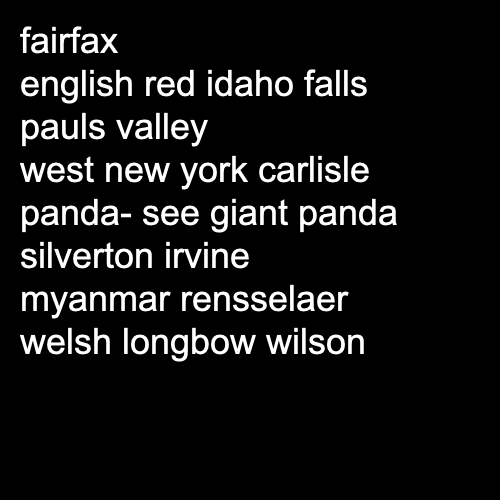 fairfax
english red idaho falls
pauls valley
west new york carlisle
panda- see giant panda
silverton irvine
myanmar rensselaer
welsh longbow wilson